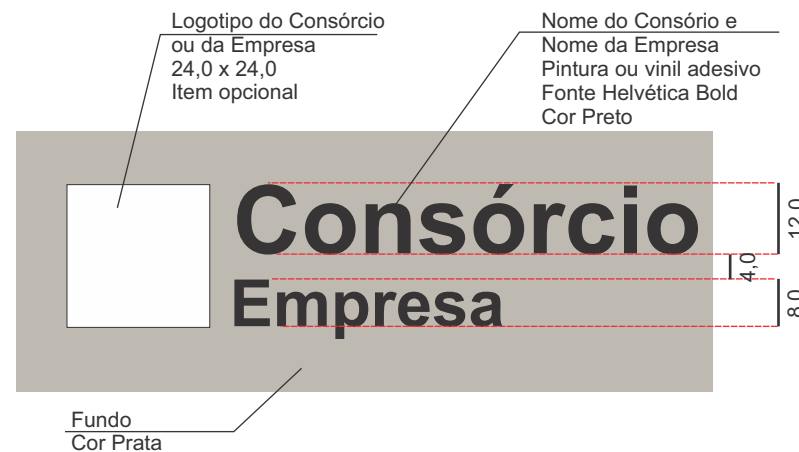 Logotipo do Consórcio
ou da Empresa
24,0 x 24,0
Item opcional
Nome do Consório e
Nome da Empresa
Pintura ou vinil adesivo
Fonte Helvética Bold
Cor Preto
Consórcio
Empresa
12,0
4,0
8,0
Fundo
Cor Prata